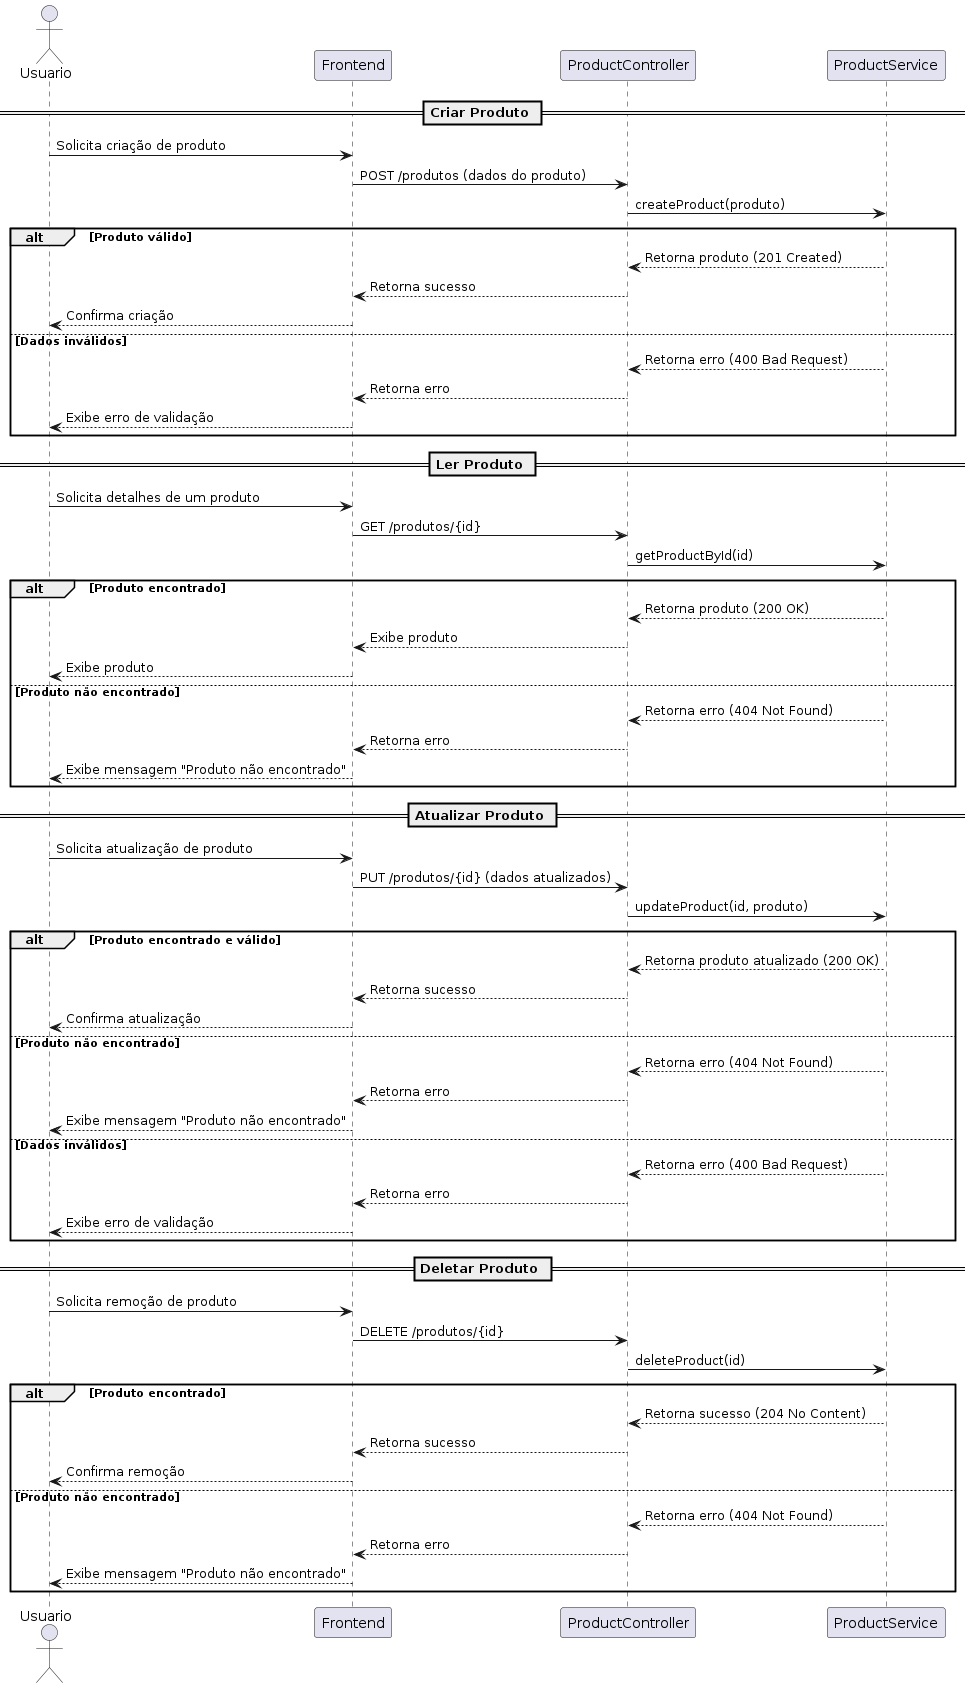 Usuario
Frontend
ProductController
ProductService
Criar Produto
Solicita criação de produto
POST /produtos (dados do produto)
createProduct(produto)
alt
[Produto válido]
Retorna produto (201 Created)
Retorna sucesso
Confirma criação
[Dados inválidos]
Retorna erro (400 Bad Request)
Retorna erro
Exibe erro de validação
Ler Produto
Solicita detalhes de um produto
GET /produtos/{id}
getProductById(id)
alt
[Produto encontrado]
Retorna produto (200 OK)
Exibe produto
Exibe produto
[Produto não encontrado]
Retorna erro (404 Not Found)
Retorna erro
Exibe mensagem "Produto não encontrado"
Atualizar Produto
Solicita atualização de produto
PUT /produtos/{id} (dados atualizados)
updateProduct(id, produto)
alt
[Produto encontrado e válido]
Retorna produto atualizado (200 OK)
Retorna sucesso
Confirma atualização
[Produto não encontrado]
Retorna erro (404 Not Found)
Retorna erro
Exibe mensagem "Produto não encontrado"
[Dados inválidos]
Retorna erro (400 Bad Request)
Retorna erro
Exibe erro de validação
Deletar Produto
Solicita remoção de produto
DELETE /produtos/{id}
deleteProduct(id)
alt
[Produto encontrado]
Retorna sucesso (204 No Content)
Retorna sucesso
Confirma remoção
[Produto não encontrado]
Retorna erro (404 Not Found)
Retorna erro
Exibe mensagem "Produto não encontrado"
Usuario
Frontend
ProductController
ProductService